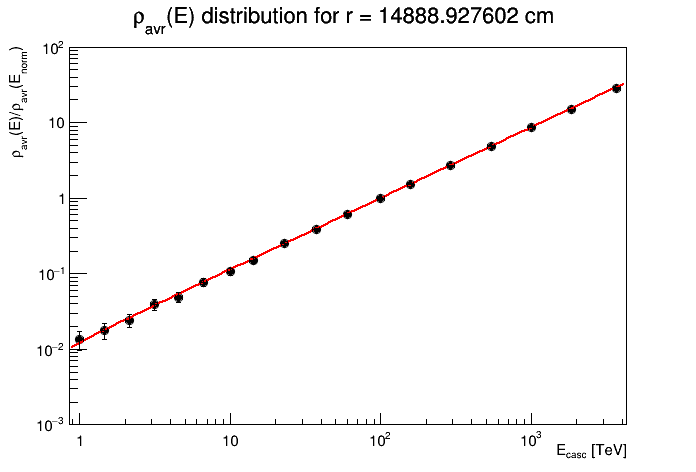 ρavr(E) distribution for r = 14888.927602 cm
ρavr(E)/ρavr(Enorm)
10²
10
1
10⁻¹
10⁻²
10⁻³
1 10 10² 10³
Ecasc [TeV]